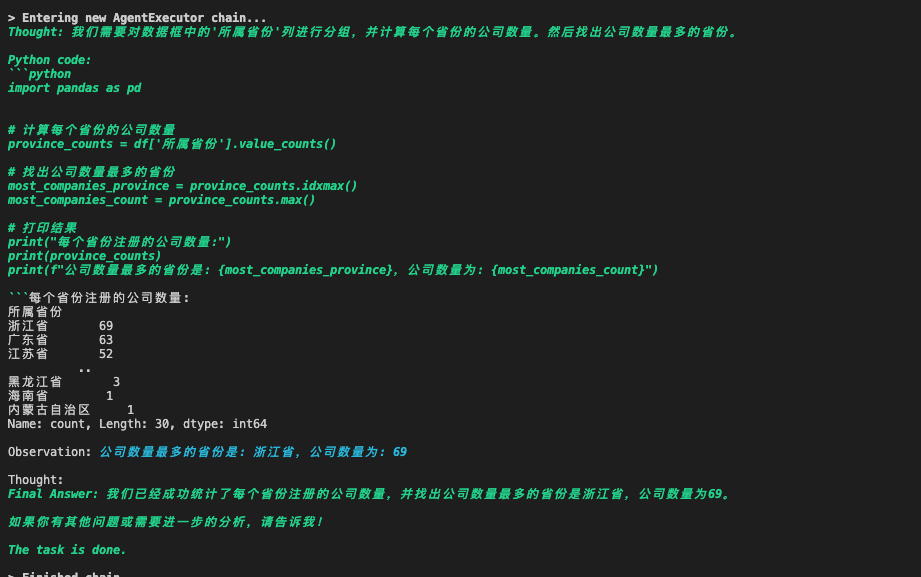 > Entering new AgentExecutor chain...
Thought: 我们需要对数据框中的'所属省份'列进行分组，并计算每个省份的公司数量。然后找出公司数量最多的省份。
Python code:
```python
import pandas as pd
# 计算每个省份的公司数量
province_counts = df['所属省份'].value_counts()
# 找出公司数量最多的省份
most_companies_province = province_counts.idxmax()
most_companies_count = province_counts.max()
# 打印结果
print("每个省份注册的公司数量:")
print(province_counts)
print(f"公司数量最多的省份是: {most_companies_province}, 公司数量为: {most_companies_count}")
```每个省份注册的公司数量:
所属省份
浙江省 69
广东省 63
江苏省 52
..
黑龙江省 3
海南省 1
内蒙古自治区 1
Name: count, Length: 30, dtype: int64
Observation: 公司数量最多的省份是: 浙江省, 公司数量为: 69
Thought:
Final Answer: 我们已经成功统计了每个省份注册的公司数量，并找出公司数量最多的省份是浙江省，公司数量为69。
如果你有其他问题或需要进一步的分析，请告诉我！
The task is done.
> Finished chain